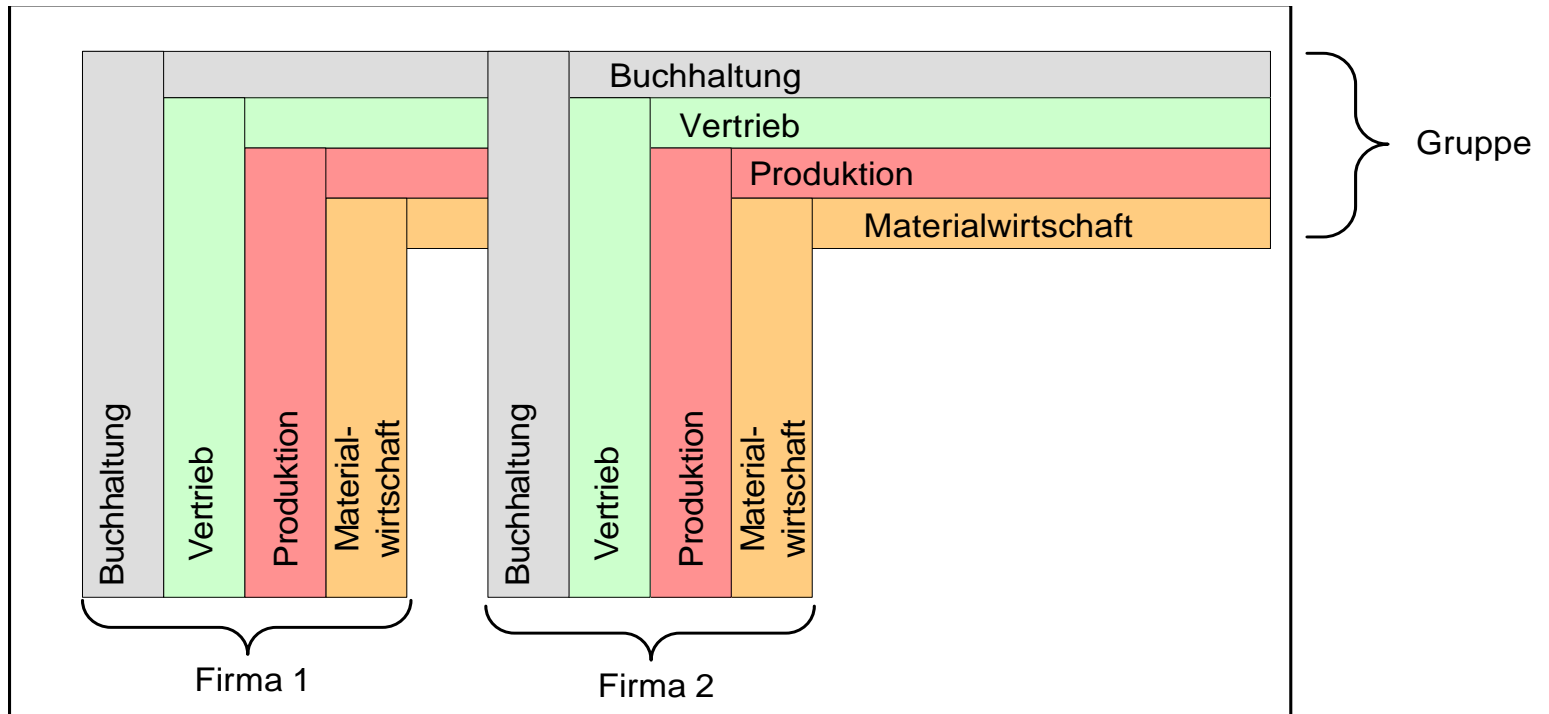 Buchhaltung
Vertrieb
Produktion
Materialwirtschaft
Gruppe
Buchhaltung
Vertrieb
Produktion
Material-
wirtschaft
Buchhaltung
Vertrieb
Produktion
Material-
wirtschaft
Firma 1
Firma 2